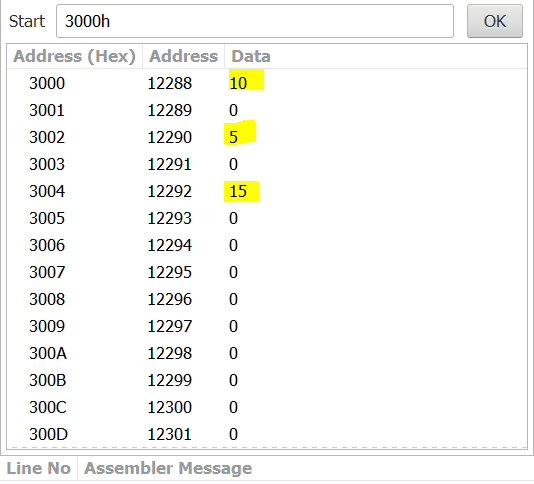 Start 3000h OK
Address (Hex) Address Data
3000 12288 10
3001 12289 0
3002 12290 5
3003 12291 0
3004 12292 15
3005 12293 0
3006 12294 0
3007 12295 0
3008 12296 0
3009 12297 0
300A 12298 0
300B 12299 0
300C 12300 0
300D 12301 0
Line No Assembler Message